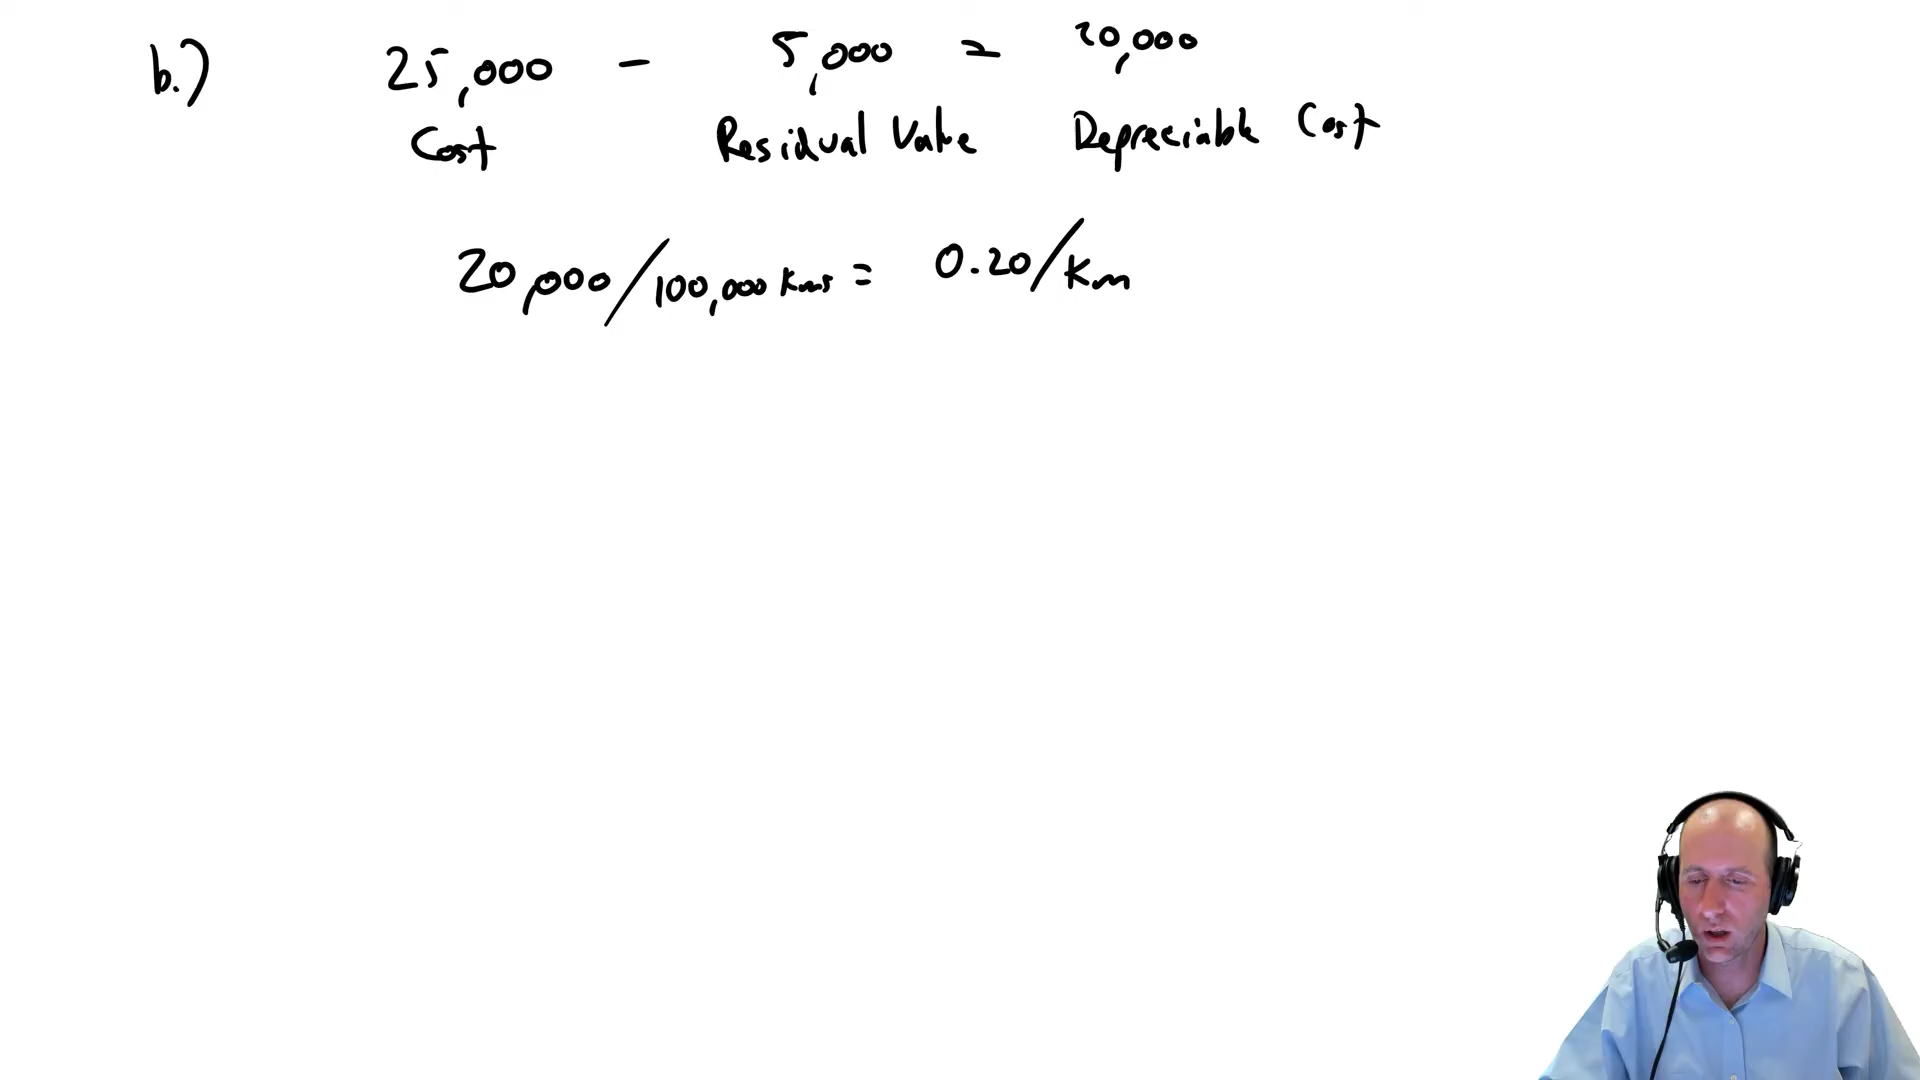 b.) 25,000 - 5,000 = 20,000
Cost Residual Value Depreciable Cost
20,000/100,000 Kms = 0.20/Km